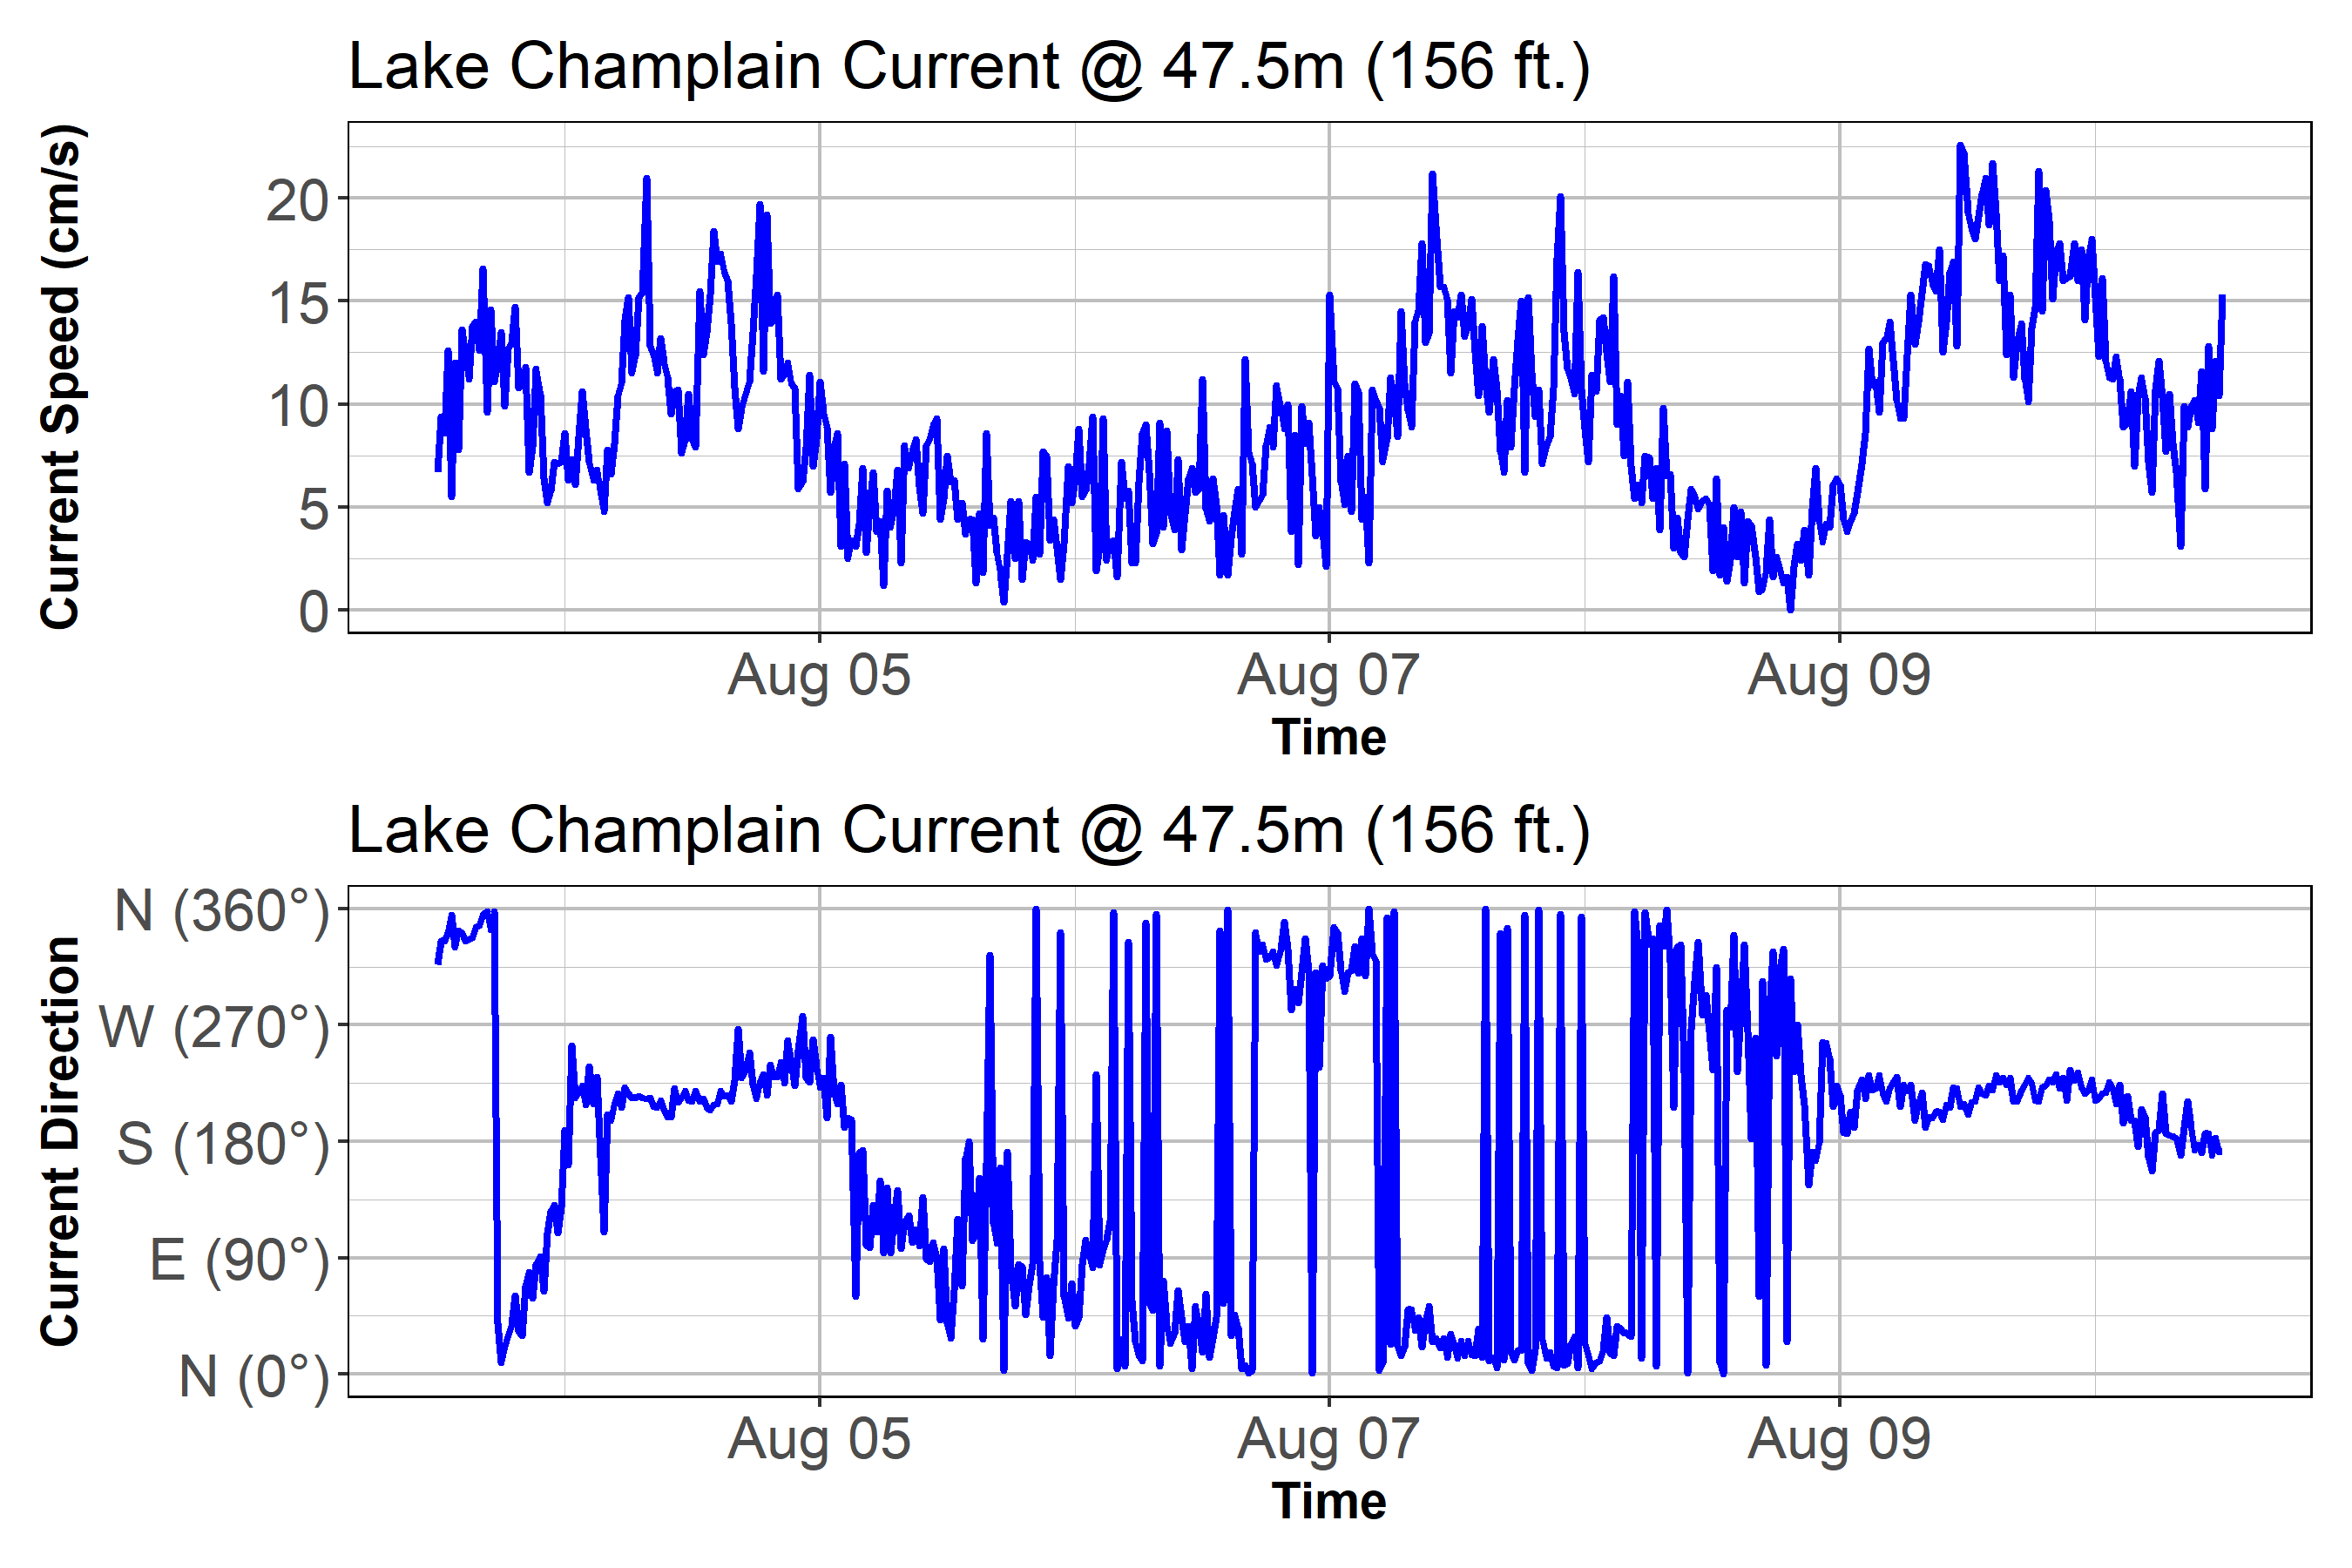 Lake Champlain Current @ 47.5m (156 ft.)
Current Speed (cm/s)
20
15
10
5
0
Aug 05 Aug 07 Aug 09
Time
Lake Champlain Current @ 47.5m (156 ft.)
Current Direction
N (360°)
W (270°)
S (180°)
E (90°)
N (0°)
Aug 05 Aug 07 Aug 09
Time